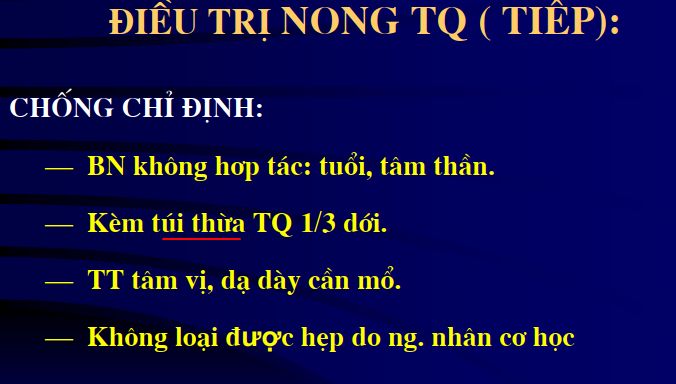 ĐIỀU TRỊ NONG TQ ( TIẾP):
CHỐNG CHỈ ĐỊNH:
— BN không hơp tác: tuổi, tâm thần.
— Kèm túi thừa TQ 1/3 dới.
— TT tâm vị, dạ dày cần mổ.
— Không loại được hẹp do ng. nhân cơ học